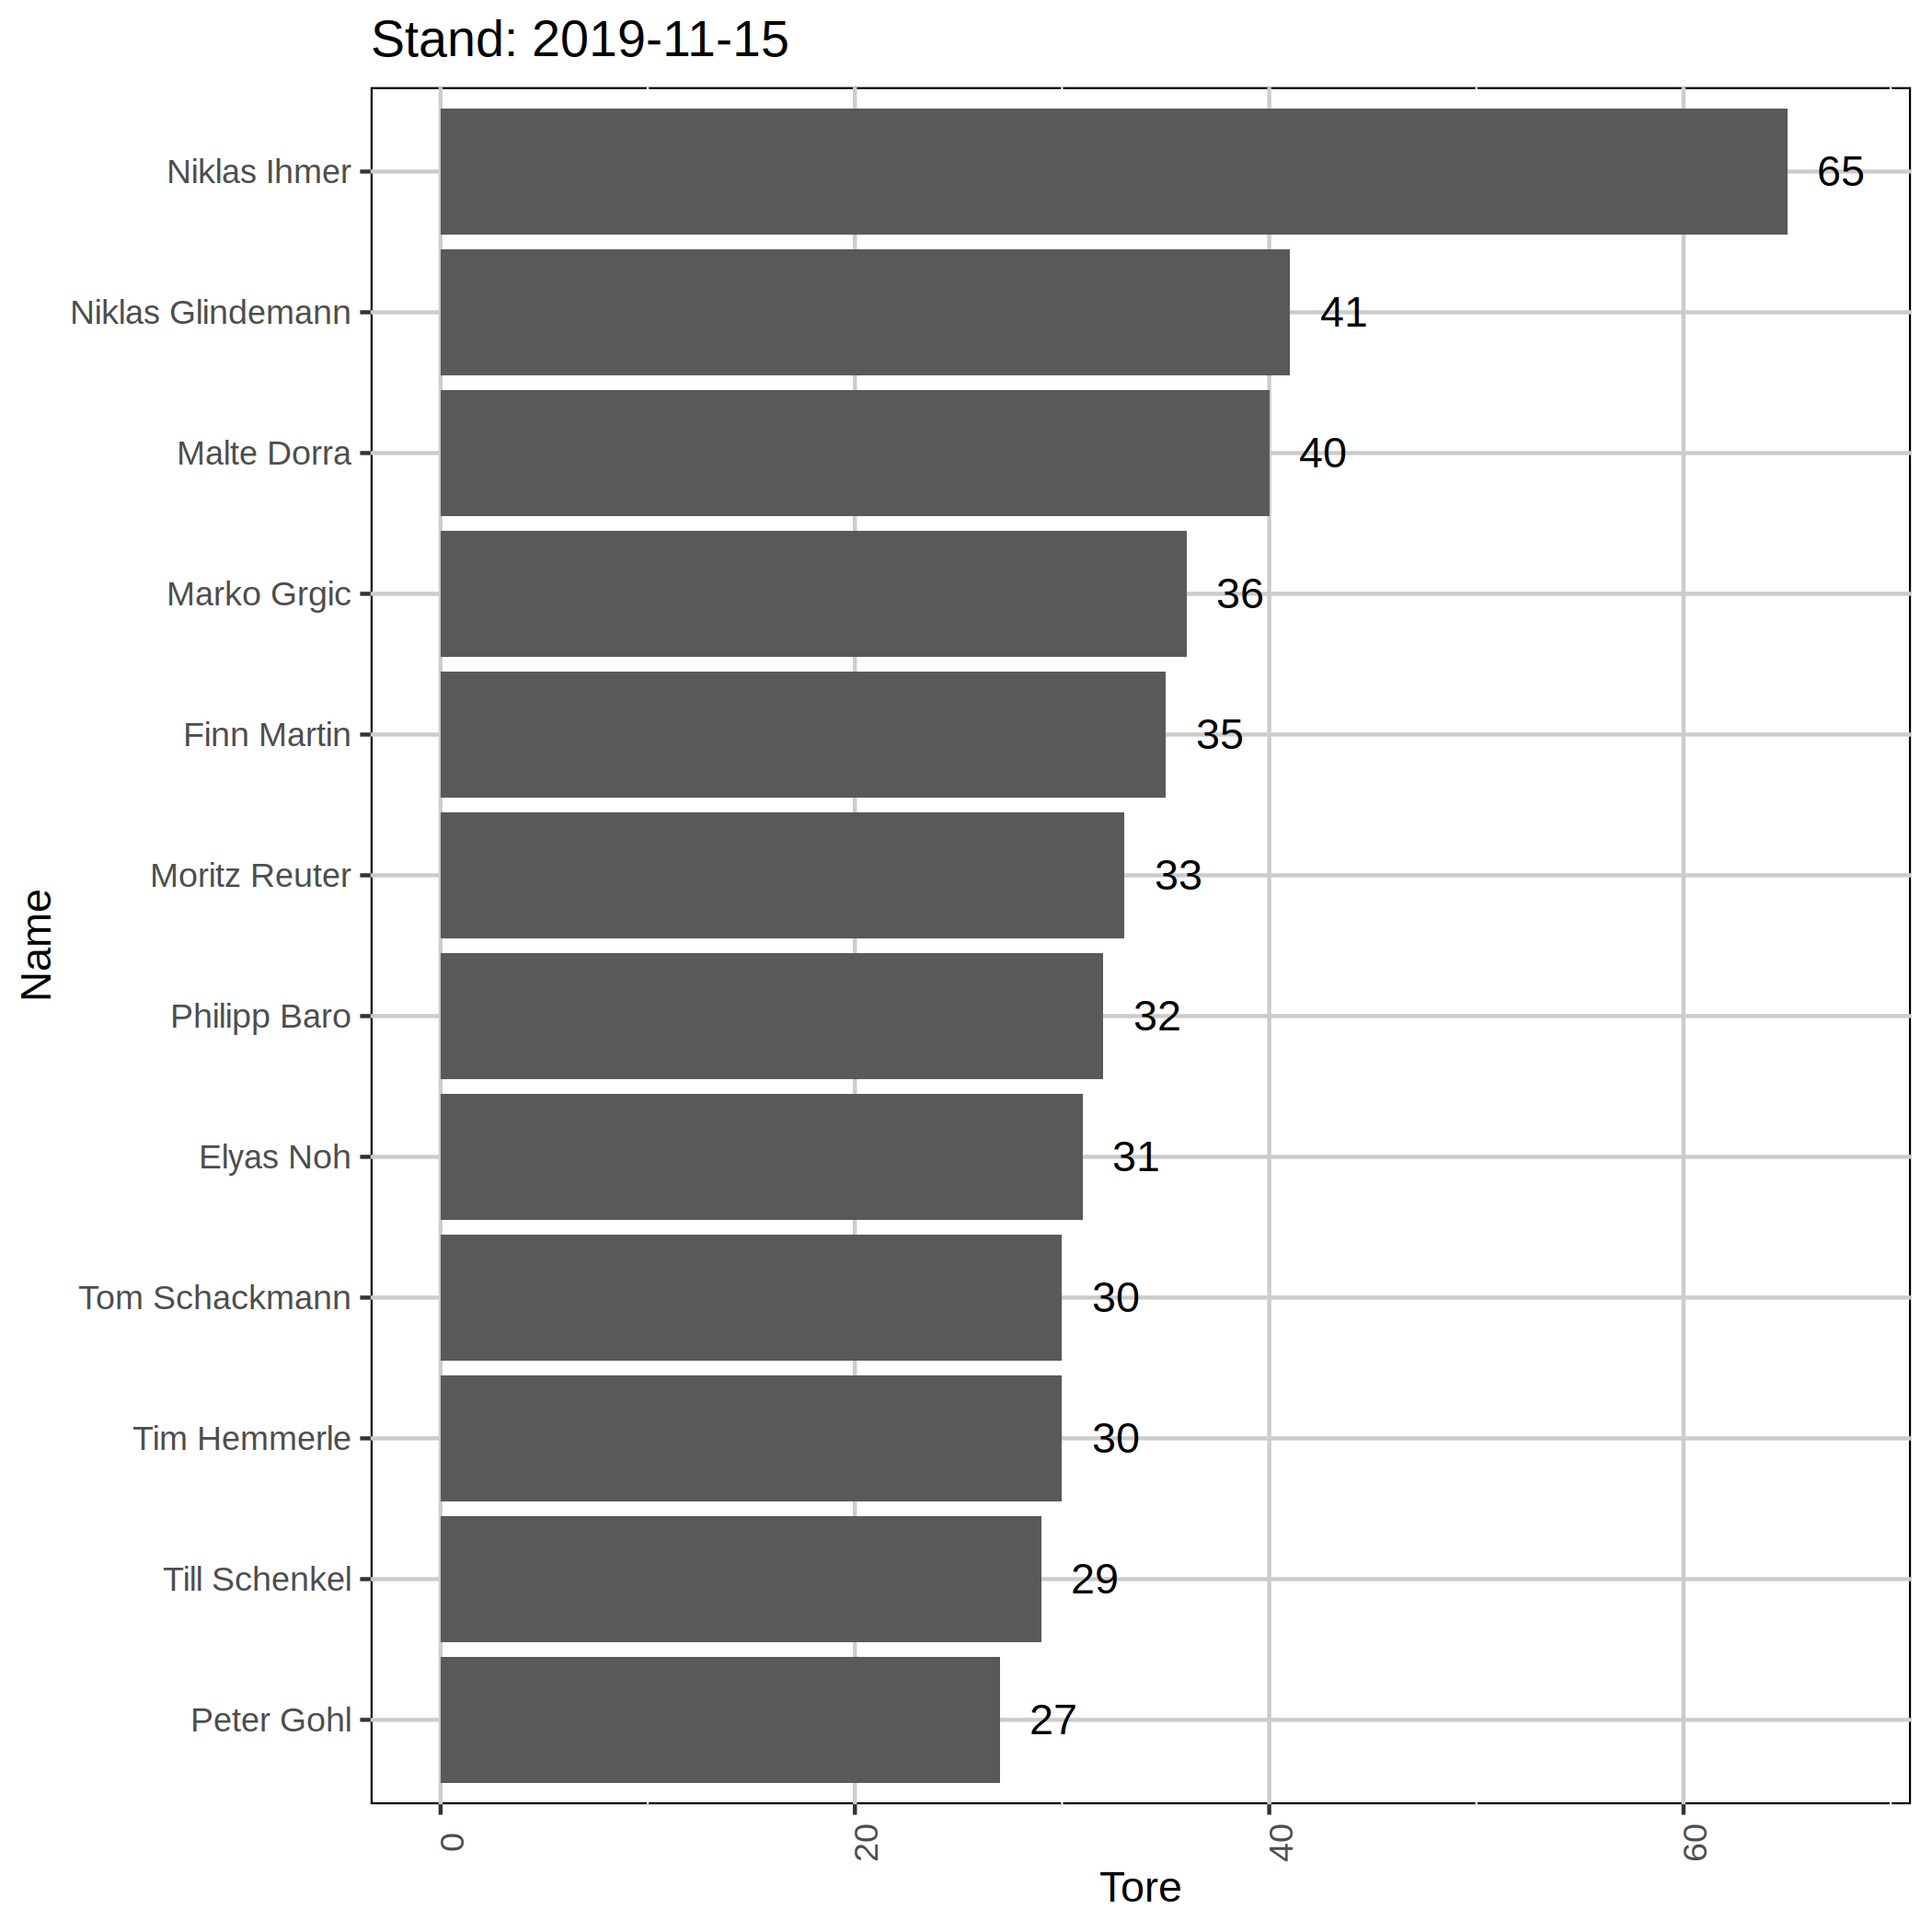 Stand: 2019-11-15
Niklas Ihmer 65
Niklas Glindemann 41
Malte Dorra 40
Marko Grgic 36
Finn Martin 35
Moritz Reuter 33
Philipp Baro 32
Elyas Noh 31
Tom Schackmann 30
Tim Hemmerle 30
Till Schenkel 29
Peter Gohl 27
Name
0 20 40 60
Tore